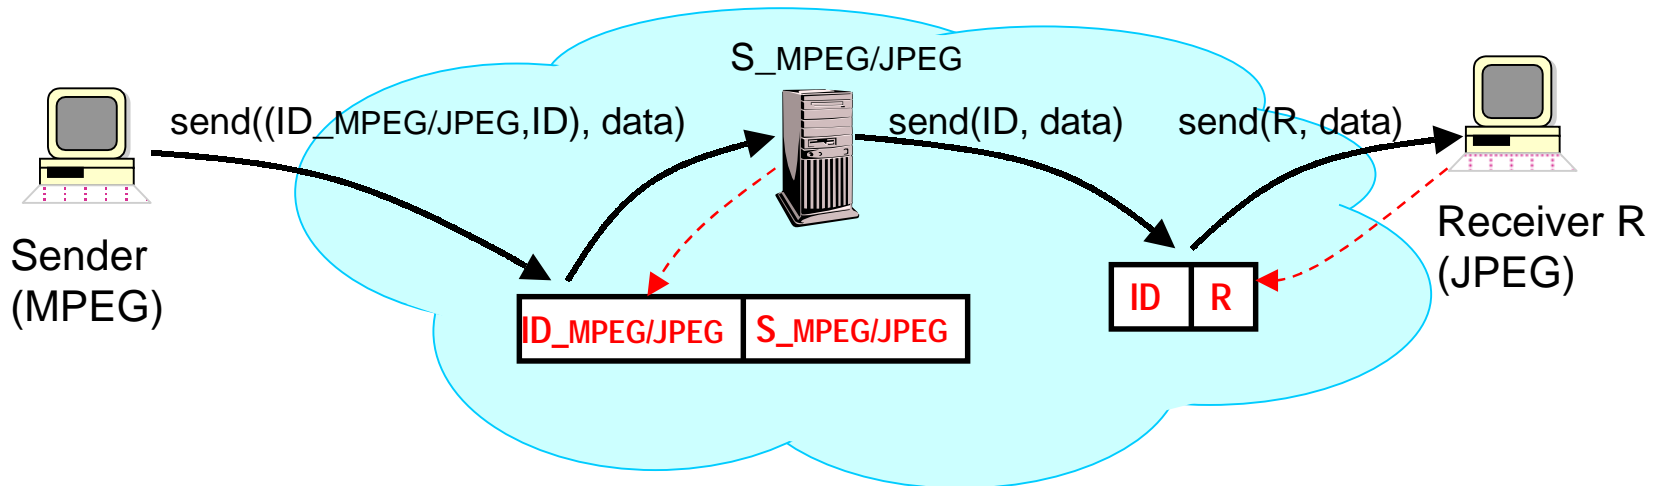 S_MPEG/JPEG
send((ID_MPEG/JPEG,ID), data)
send(ID, data)
send(R, data)
Sender
(MPEG)
Receiver R
(JPEG)
ID_MPEG/JPEG
S_MPEG/JPEG
ID
R